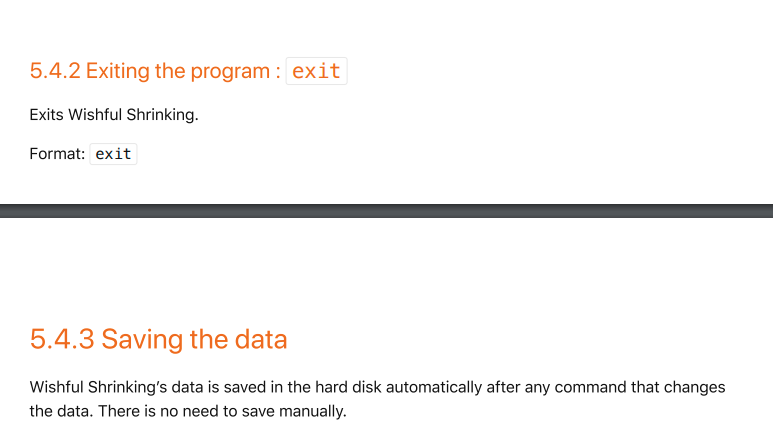 5.4.2 Exiting the program : exit
Exits Wishful Shrinking.
Format: exit
5.4.3 Saving the data
Wishful Shrinking’s data is saved in the hard disk automatically after any command that changes
the data. There is no need to save manually.